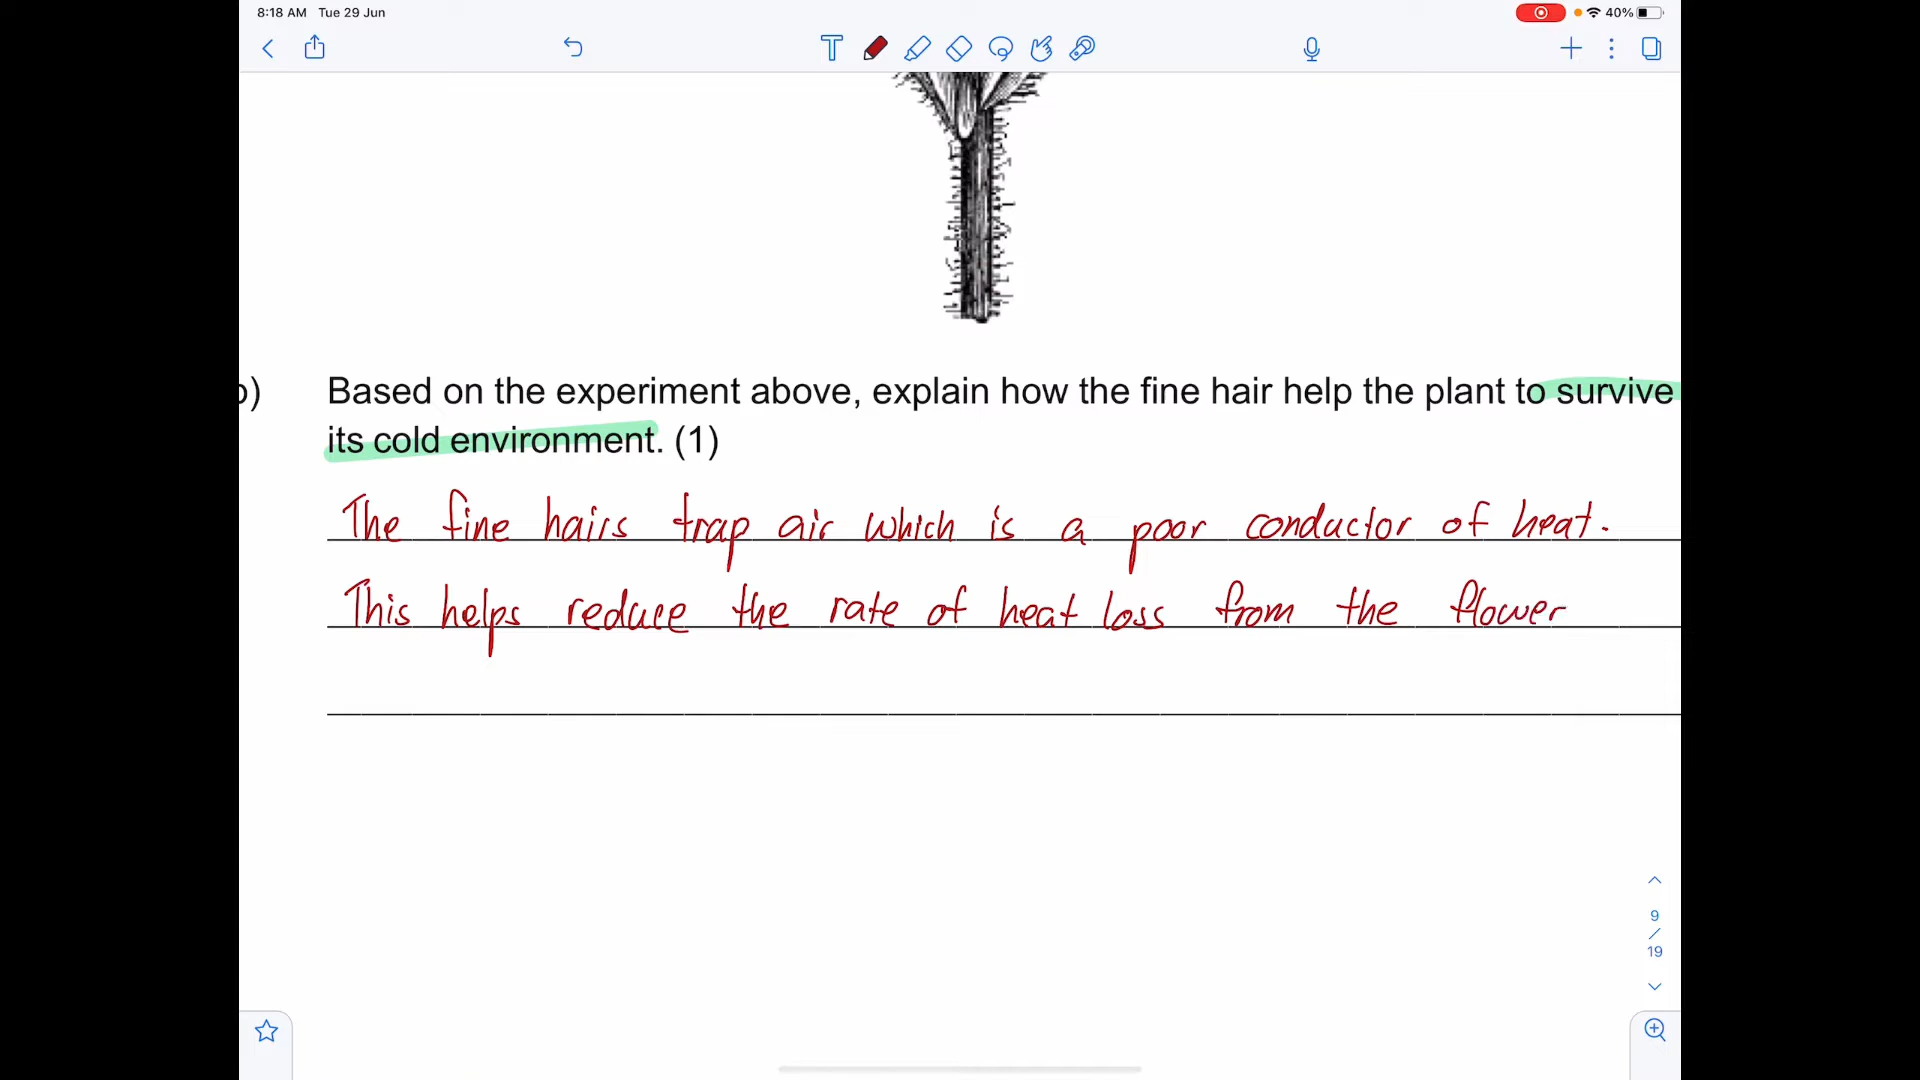 8:18 AM Tue 29 Jun
40%
b) Based on the experiment above, explain how the fine hair help the plant to survive
its cold environment. (1)
The fine hairs trap air which is a poor conductor of heat.
This helps reduce the rate of heat loss from the flower
9
/
19